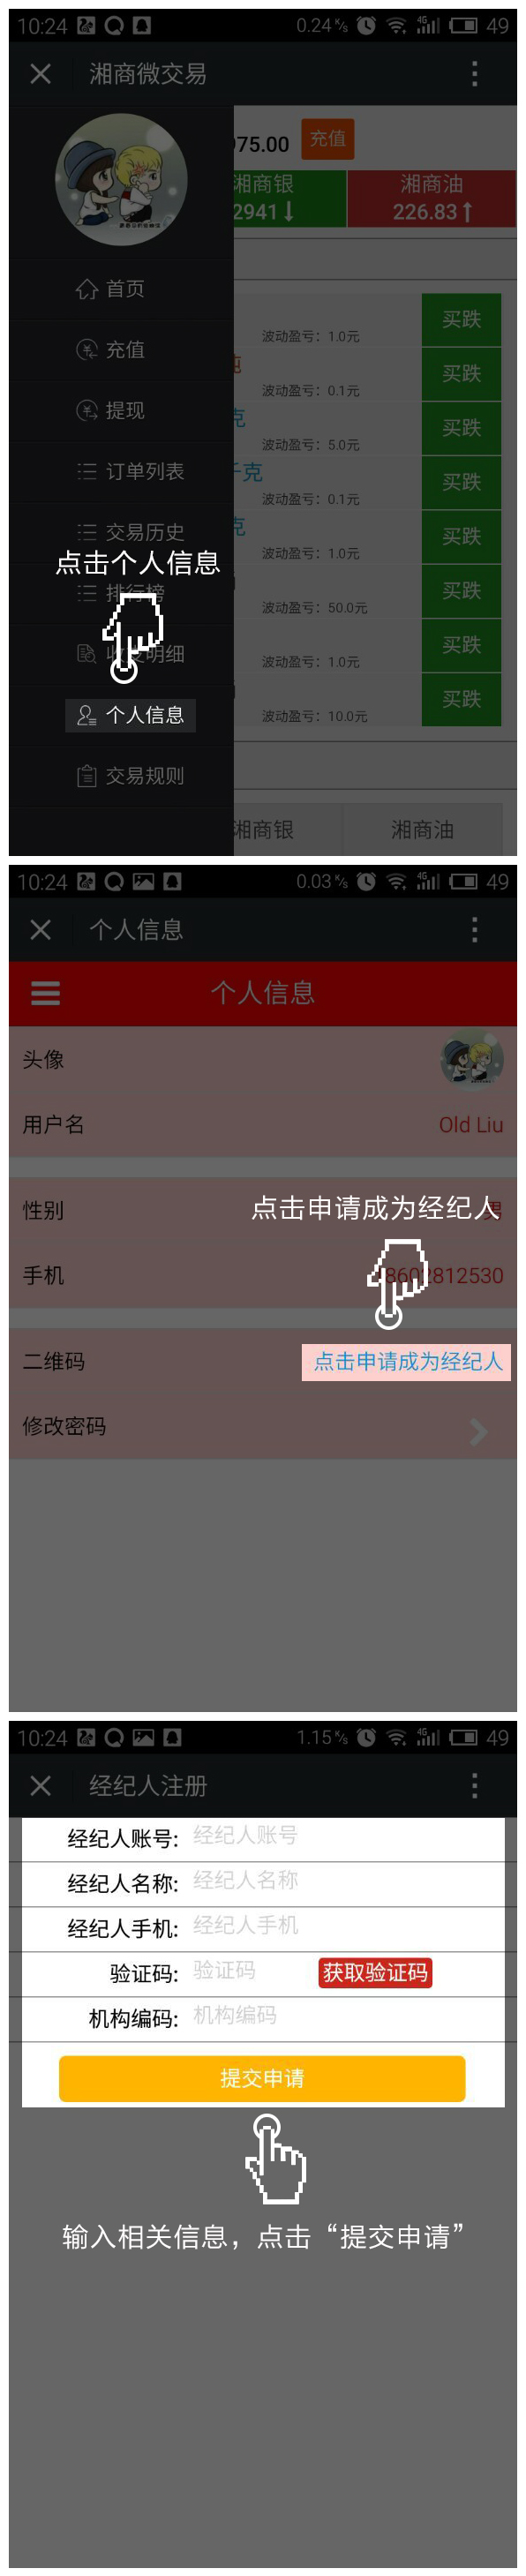 10:24 0.24 K/s 4G 49
湘商微交易
975.00 充值
湘商银 湘商油
2941 226.83
首页
充值
提现
订单列表
交易历史
点击个人信息
排行榜
收支明细
个人信息
交易规则
买跌
波动盈亏：1.0元
吨
买跌
波动盈亏：0.1元
克
买跌
波动盈亏：5.0元
千克
买跌
波动盈亏：0.1元
克
买跌
波动盈亏：1.0元
买跌
波动盈亏：50.0元
买跌
波动盈亏：1.0元
买跌
波动盈亏：10.0元
湘商银 湘商油
10:24 0.03 K/s 4G 49
个人信息
个人信息
头像
用户名 Old Liu
性别 男
点击申请成为经纪人
手机 18602812530
二维码 点击申请成为经纪人
修改密码
10:24 1.15 K/s 4G 49
经纪人注册
经纪人账号: 经纪人账号
经纪人名称: 经纪人名称
经纪人手机: 经纪人手机
验证码: 验证码 获取验证码
机构编码: 机构编码
提交申请
输入相关信息，点击“提交申请”